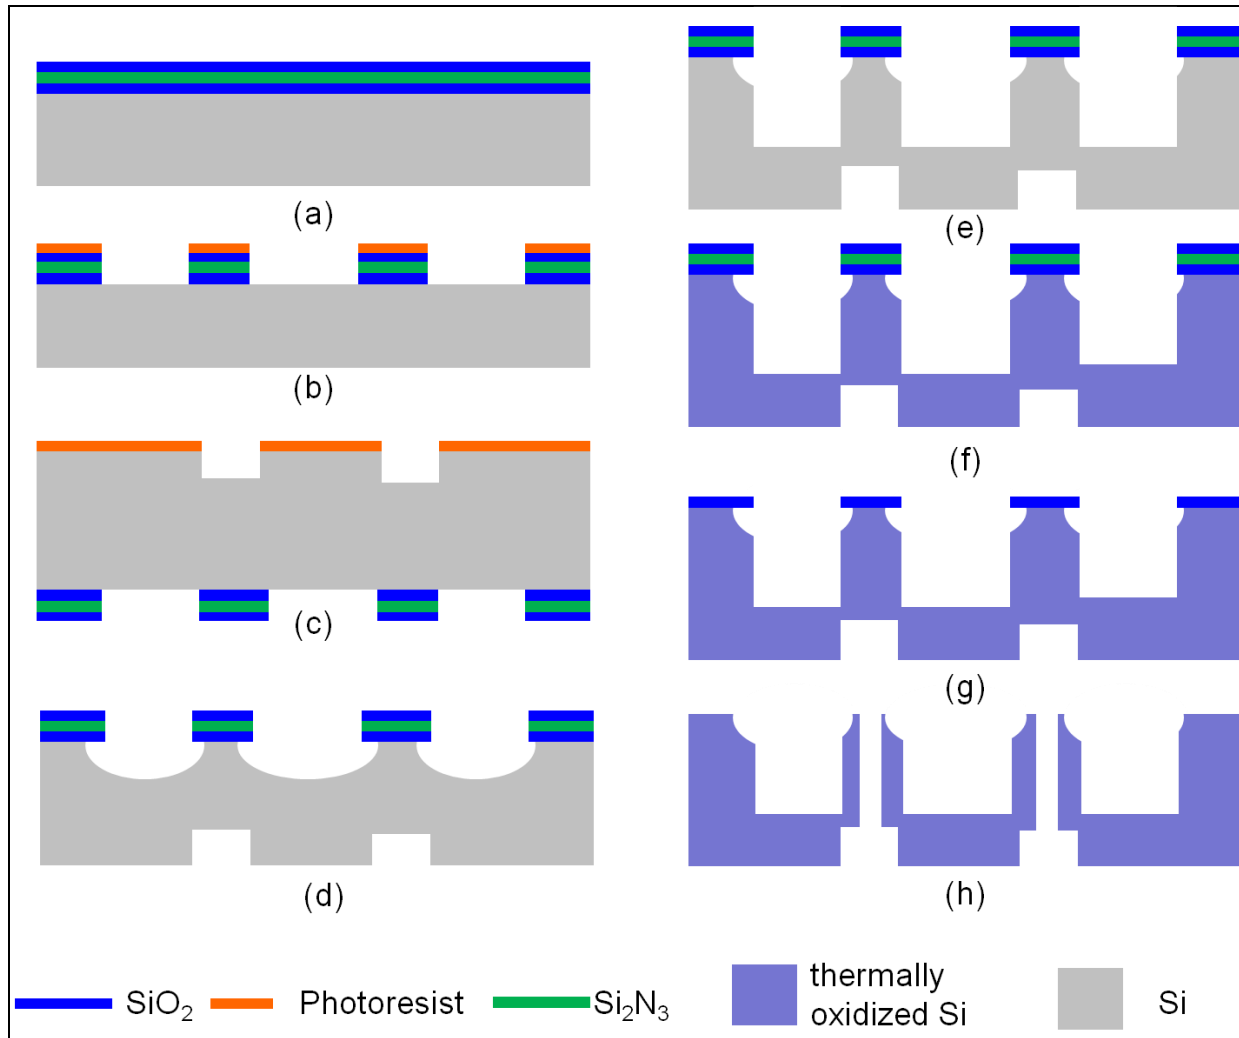 (a)
(b)
(c)
(d)
(e)
(f)
(g)
(h)
SiO₂
Photoresist
Si₂N₃
thermally
oxidized Si
Si